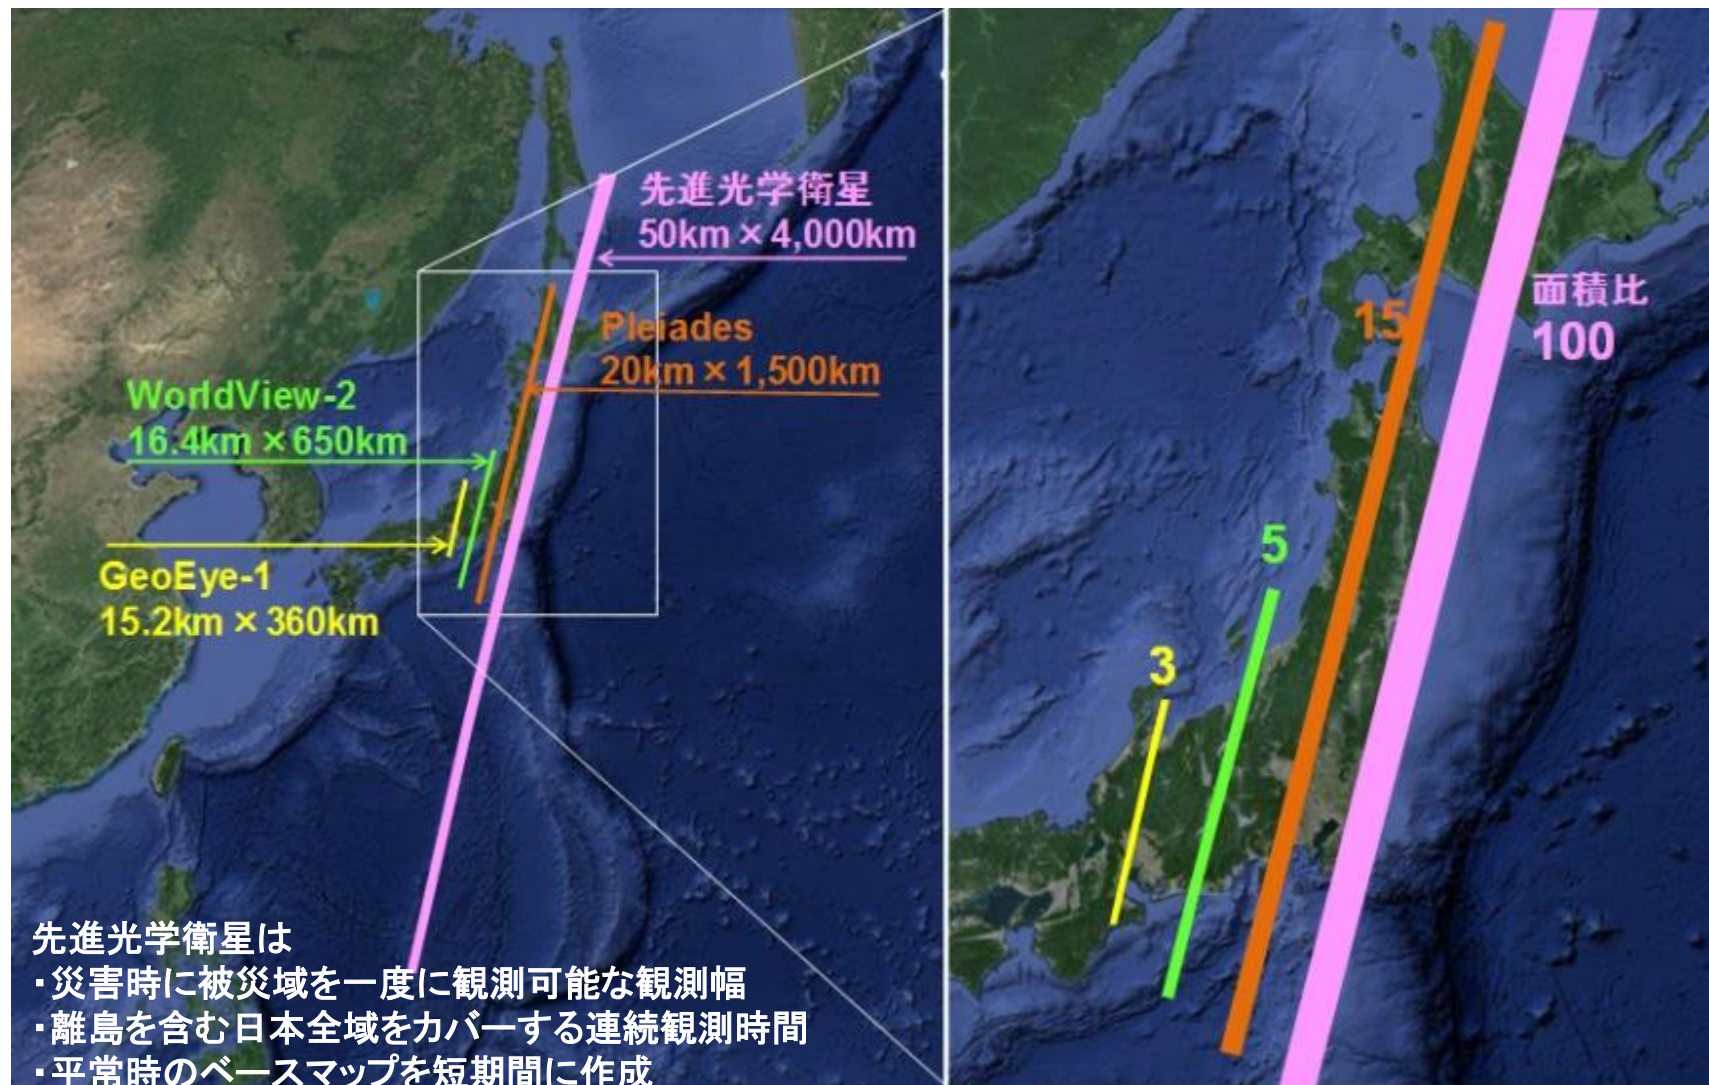 先進光学衛星
50km×4,000km
Pleiades
20km×1,500km
WorldView-2
16.4km×650km
GeoEye-1
15.2km×360km
先進光学衛星は
・災害時に被災域を一度に観測可能な観測幅
・離島を含む日本全域をカバーする連続観測時間
・平常時のベースマップを短期間に作成
面積比
100
15
5
3